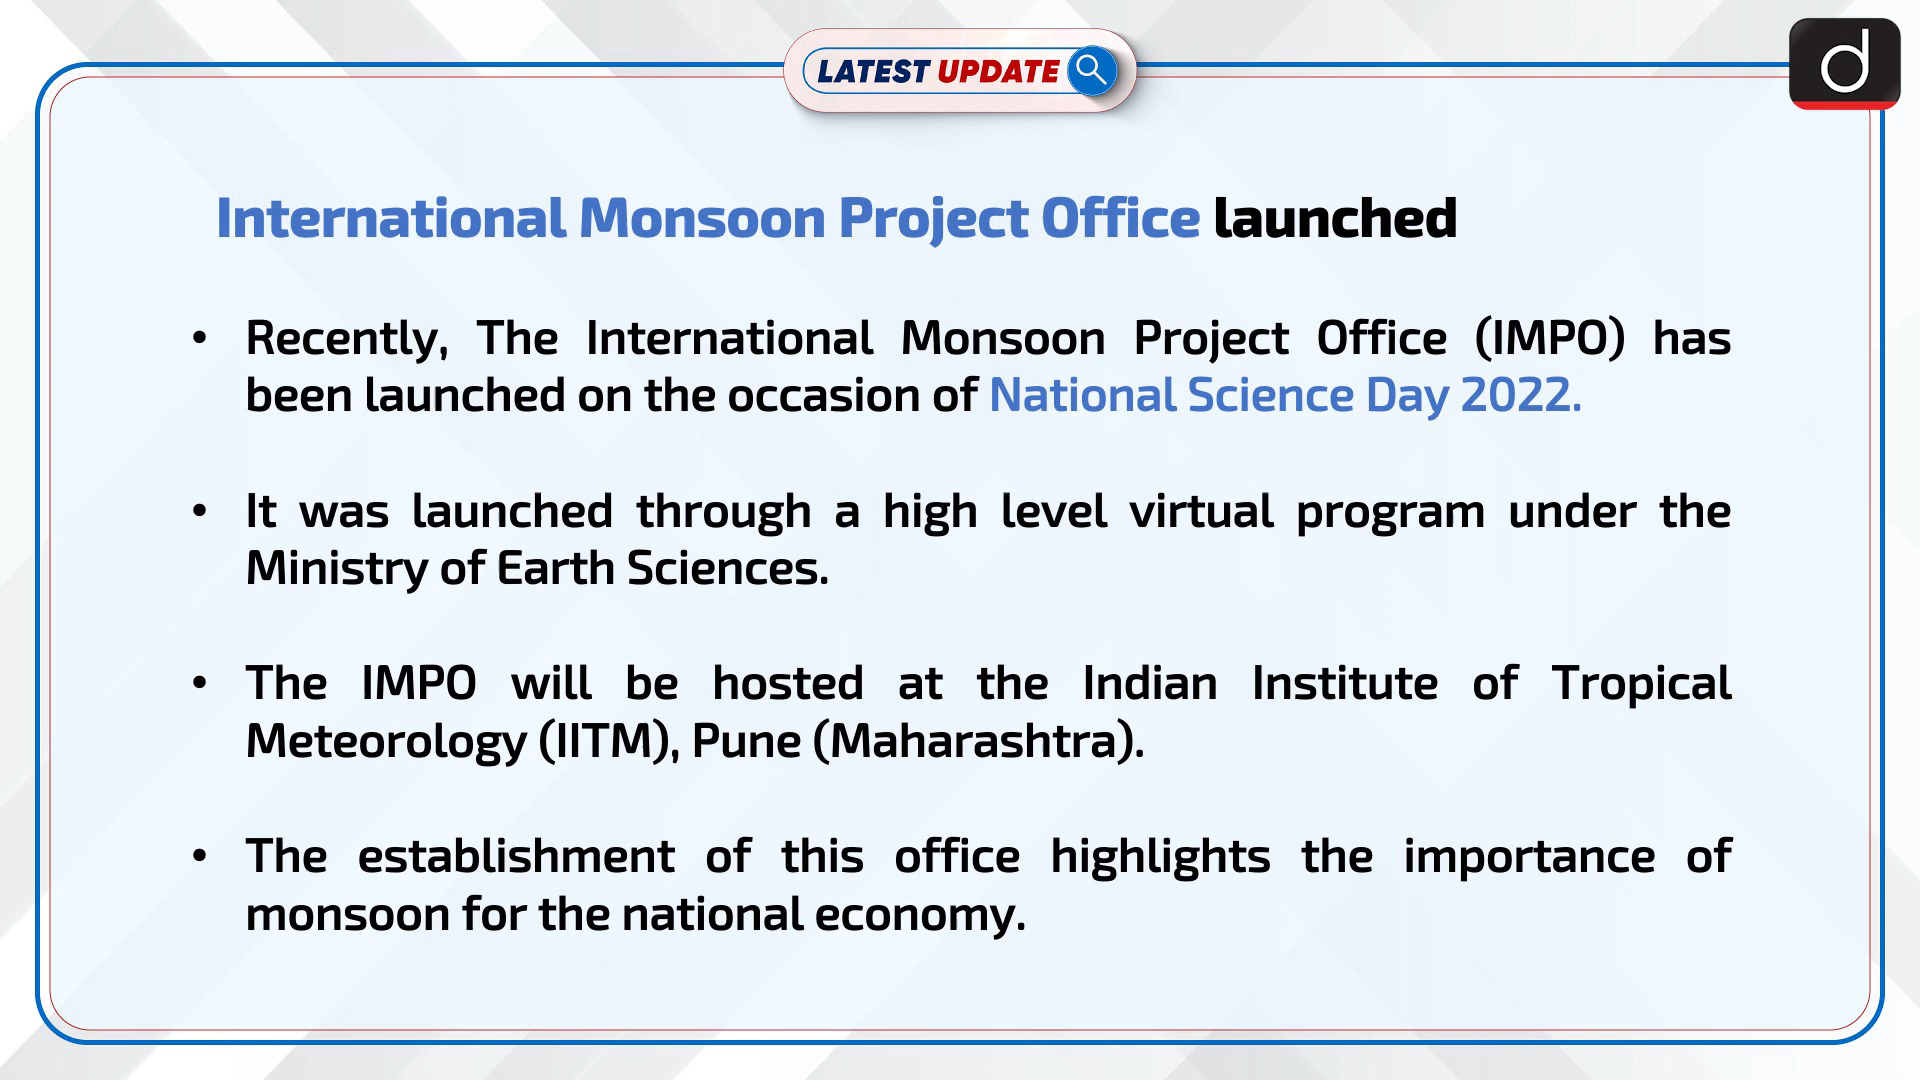 LATEST UPDATE
d
International Monsoon Project Office launched
• Recently, The International Monsoon Project Office (IMPO) has
been launched on the occasion of National Science Day 2022.
• It was launched through a high level virtual program under the
Ministry of Earth Sciences.
• The IMPO will be hosted at the Indian Institute of Tropical
Meteorology (IITM), Pune (Maharashtra).
• The establishment of this office highlights the importance of
monsoon for the national economy.